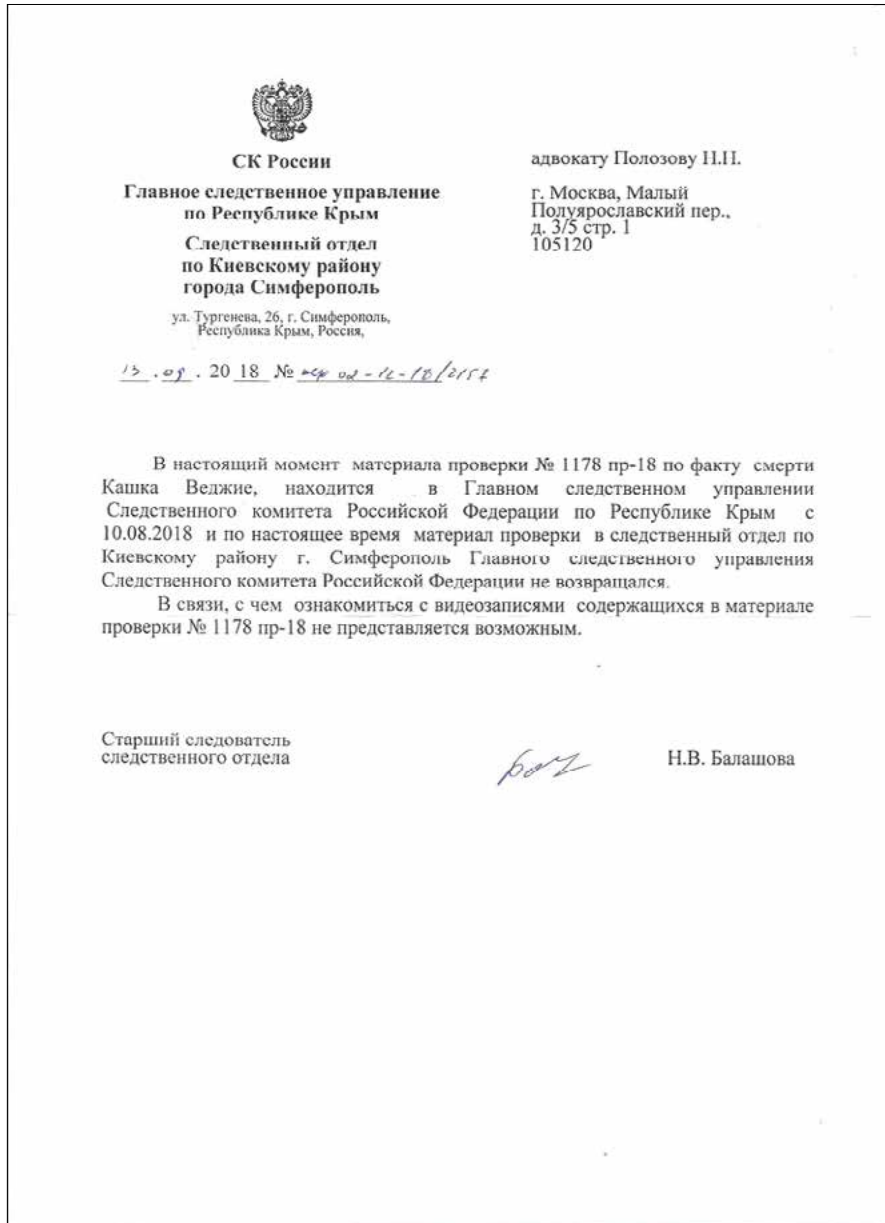 СК России
Главное следственное управление
по Республике Крым
Следственный отдел
по Киевскому району
города Симферополь
ул. Тургенева, 26, г. Симферополь,
Республика Крым, Россия,
13 . 09 . 20 18 №
адвокату Полозову Н.Н.
г. Москва, Малый
Полуярославский пер.,
д. 3/5 стр. 1
105120
В настоящий момент материала проверки № 1178 пр-18 по факту смерти
Кашка Веджие, находится в Главном следственном управлении
Следственного комитета Российской Федерации по Республике Крым с
10.08.2018 и по настоящее время материал проверки в следственный отдел по
Киевскому району г. Симферополь Главного следственного управления
Следственного комитета Российской Федерации не возвращался.
В связи, с чем ознакомиться с видеозаписями содержащихся в материале
проверки № 1178 пр-18 не представляется возможным.
Старший следователь
следственного отдела
Н.В. Балашова